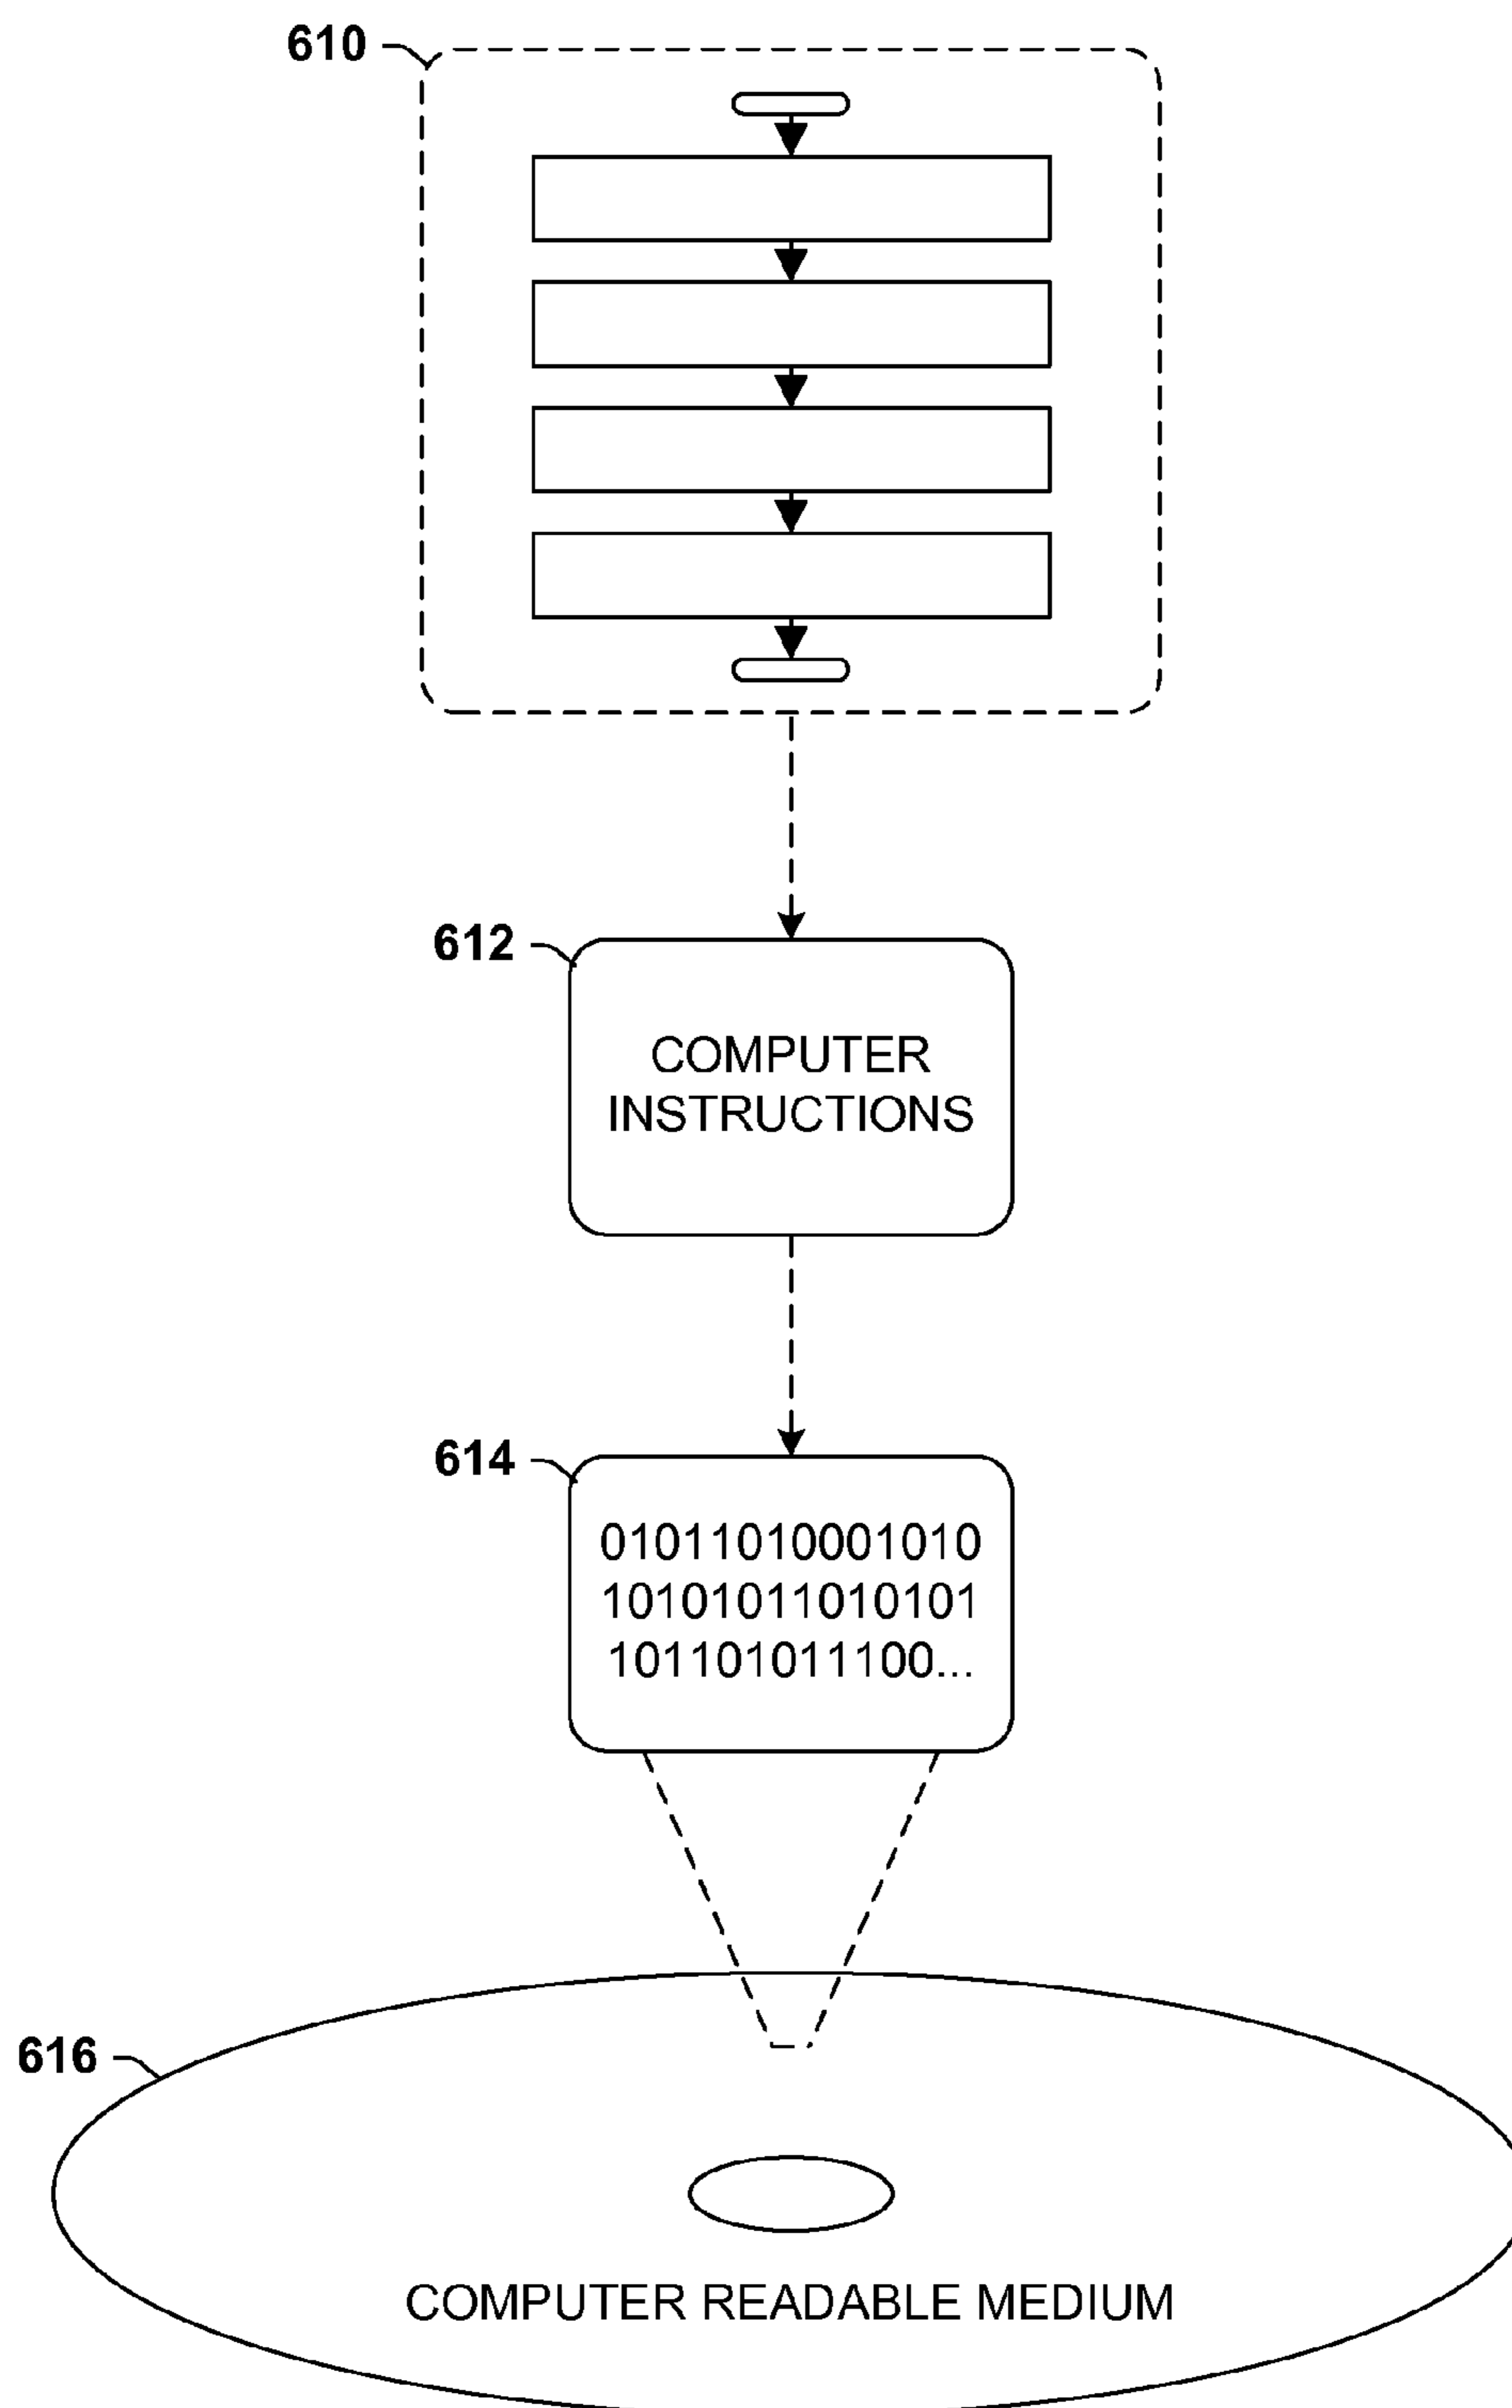 610
612
COMPUTER
INSTRUCTIONS
614
01011010001010
10101011010101
101101011100...
616
COMPUTER READABLE MEDIUM